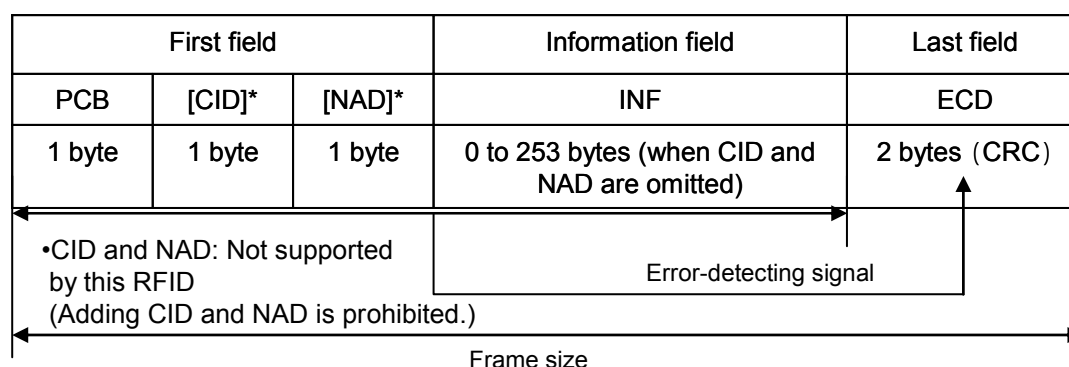 First field Information field Last field
PCB [CID]* [NAD]* INF ECD
1 byte 1 byte 1 byte 0 to 253 bytes (when CID and 2 bytes (CRC)
NAD are omitted)
•CID and NAD: Not supported
by this RFID
Error-detecting signal
(Adding CID and NAD is prohibited.)
Frame size